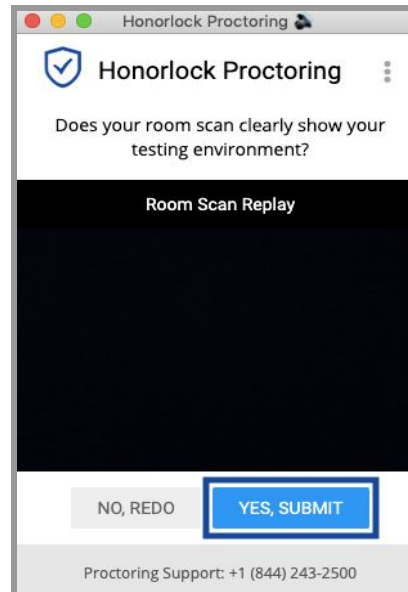 Honorlock Proctoring
Honorlock Proctoring
Does your room scan clearly show your
testing environment?
Room Scan Replay
NO, REDO YES, SUBMIT
Proctoring Support: +1 (844) 243-2500